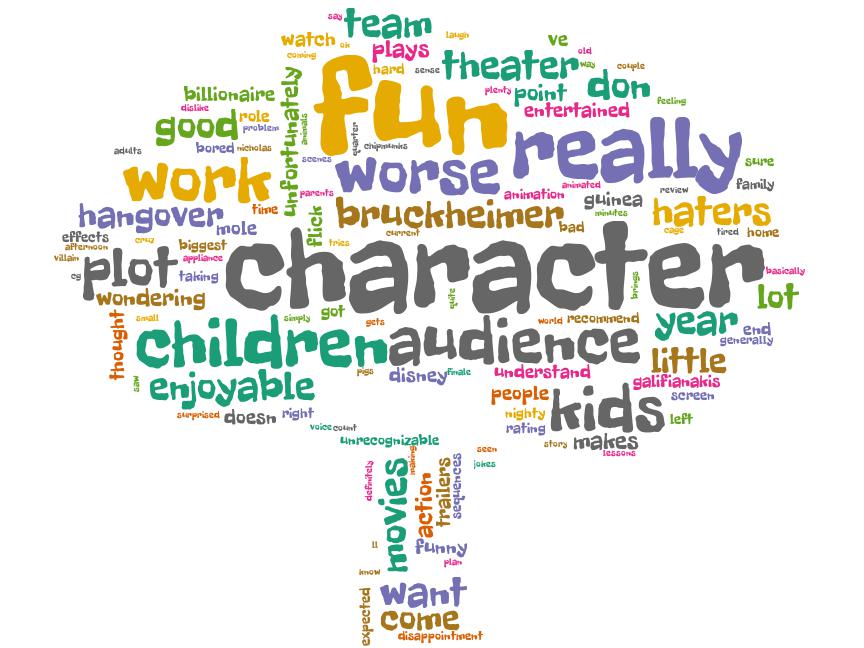 say
team
laugh
watch
ok
plays
ve
old
coming
hard
sense
theater
way
couple
fun
billionaire
unfortunately
plenty
point
don
dislike
entertained
feeling
good
role
problem
animals
quarter
chipmunks
really
adults
bored
nicholas
scenes
worse
sure
work
parents
animation
animated
guinea
review
family
minutes
hangover
time
flick
bruckheimer
bad
haters
mole
effects
cruz
current
cage
tired
home
afternoon
biggest
tries
villain
appliance
plot
character
cg
taking
basically
wondering
quite
brings
lot
thought
small
simply
got
gets
world
recommend
year
end
generally
children
audience
little
saw
enjoyable
pigs
disney
finale
understand
galifianakis
people
kids
screen
surprised
doesn
right
nighty
left
voice
count
rating
unrecognizable
story
makes
seen
lessons
definitely
movies
making
action
trailers
sequences
jokes
ll
funny
plan
know
want
expected
come
disappointment